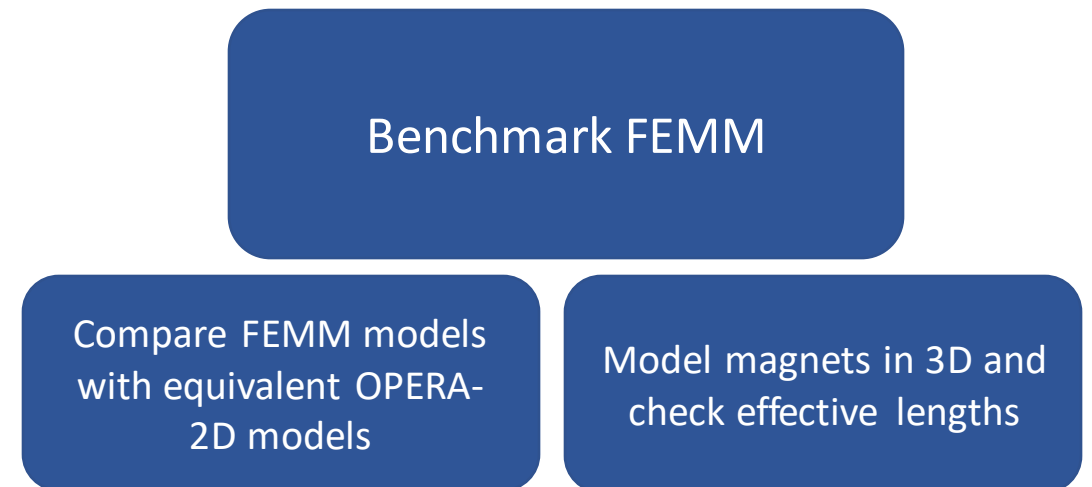 Benchmark FEMM
Compare FEMM models
with equivalent OPERA-
2D models
Model magnets in 3D and
check effective lengths